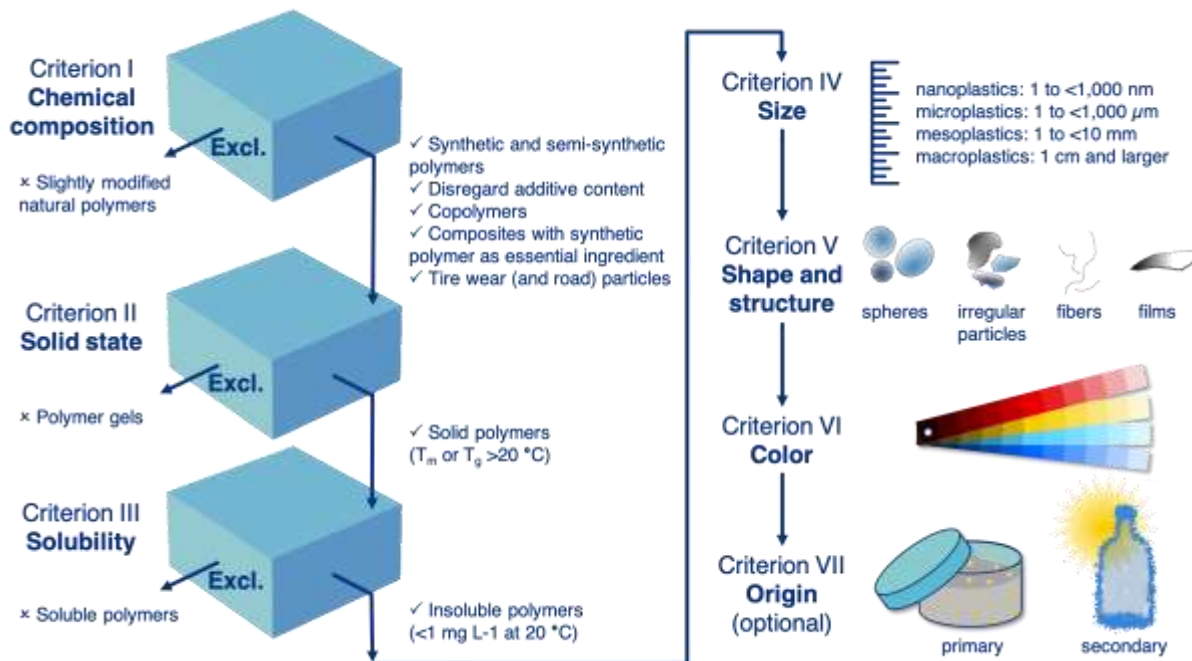 Criterion I
Chemical
composition
Excl.
× Slightly modified
natural polymers
✓ Synthetic and semi-synthetic
polymers
✓ Disregard additive content
✓ Copolymers
✓ Composites with synthetic
polymer as essential ingredient
✓ Tire wear (and road) particles
Criterion II
Solid state
Excl.
× Polymer gels
✓ Solid polymers
(Tm or Tg >20 °C)
Criterion III
Solubility
Excl.
× Soluble polymers
✓ Insoluble polymers
(<1 mg L-1 at 20 °C)
Criterion IV
Size
nanoplastics: 1 to <1,000 nm
microplastics: 1 to <1,000 µm
mesoplastics: 1 to <10 mm
macroplastics: 1 cm and larger
Criterion V
Shape and
structure
spheres
irregular
particles
fibers
films
Criterion VI
Color
Criterion VII
Origin
(optional)
primary
secondary